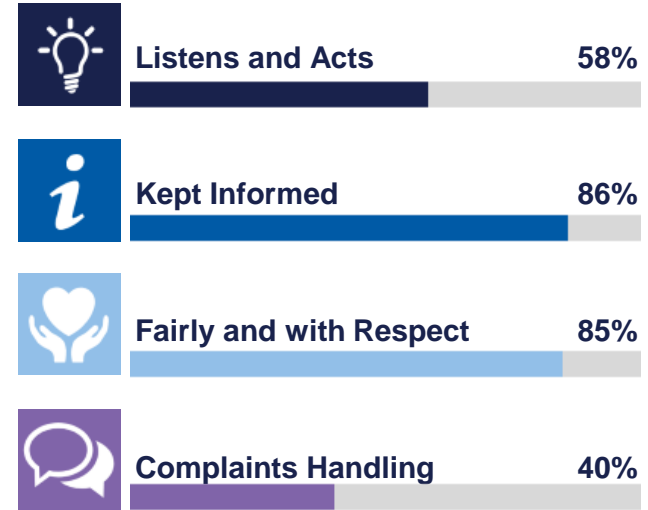 Listens and Acts 58%
Kept Informed 86%
Fairly and with Respect 85%
Complaints Handling 40%